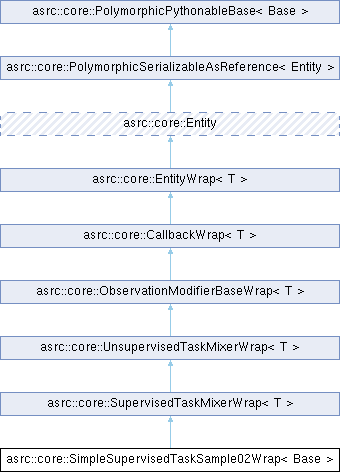 asrc::core::PolymorphicPythonableBase< Base >
asrc::core::PolymorphicSerializableAsReference< Entity >
asrc::core::Entity
asrc::core::EntityWrap< T >
asrc::core::CallbackWrap< T >
asrc::core::ObservationModifierBaseWrap< T >
asrc::core::UnsupervisedTaskMixerWrap< T >
asrc::core::SupervisedTaskMixerWrap< T >
asrc::core::SimpleSupervisedTaskSample02Wrap< Base >